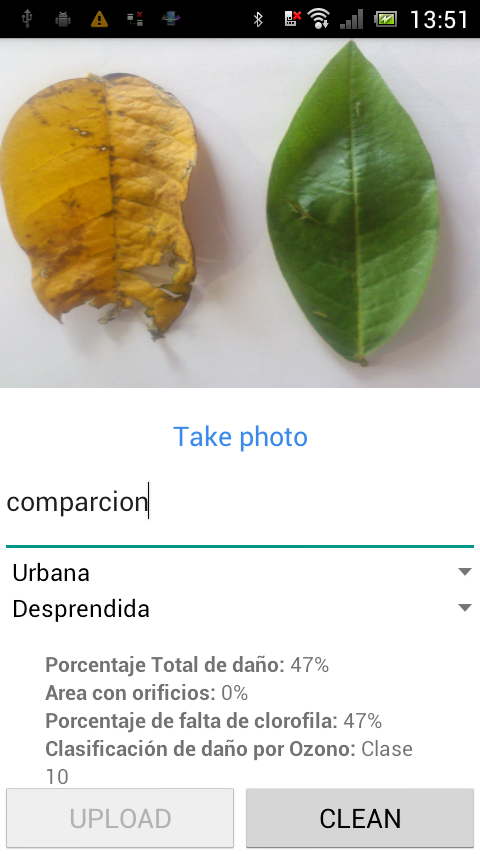 13:51
Take photo
comparcion
Urbana
Desprendida
Porcentaje Total de daño: 47%
Area con orificios: 0%
Porcentaje de falta de clorofila: 47%
Clasificación de daño por Ozono: Clase
10
UPLOAD CLEAN